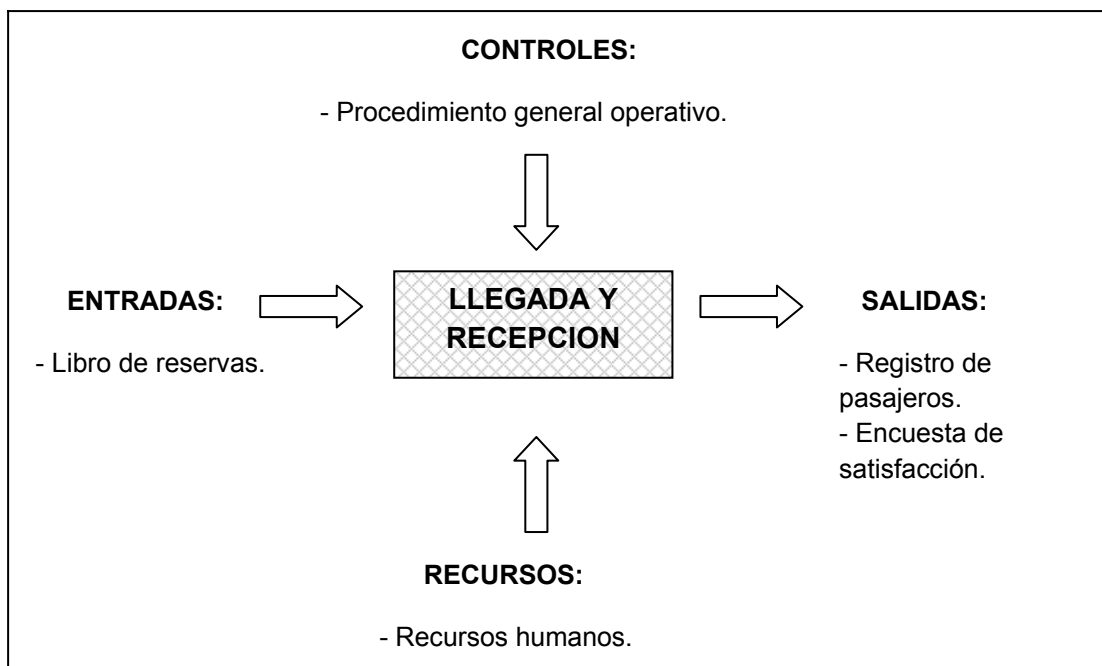 CONTROLES:
- Procedimiento general operativo.
ENTRADAS:
- Libro de reservas.
LLEGADA Y
RECEPCION
SALIDAS:
- Registro de
pasajeros.
- Encuesta de
satisfacción.
RECURSOS:
- Recursos humanos.